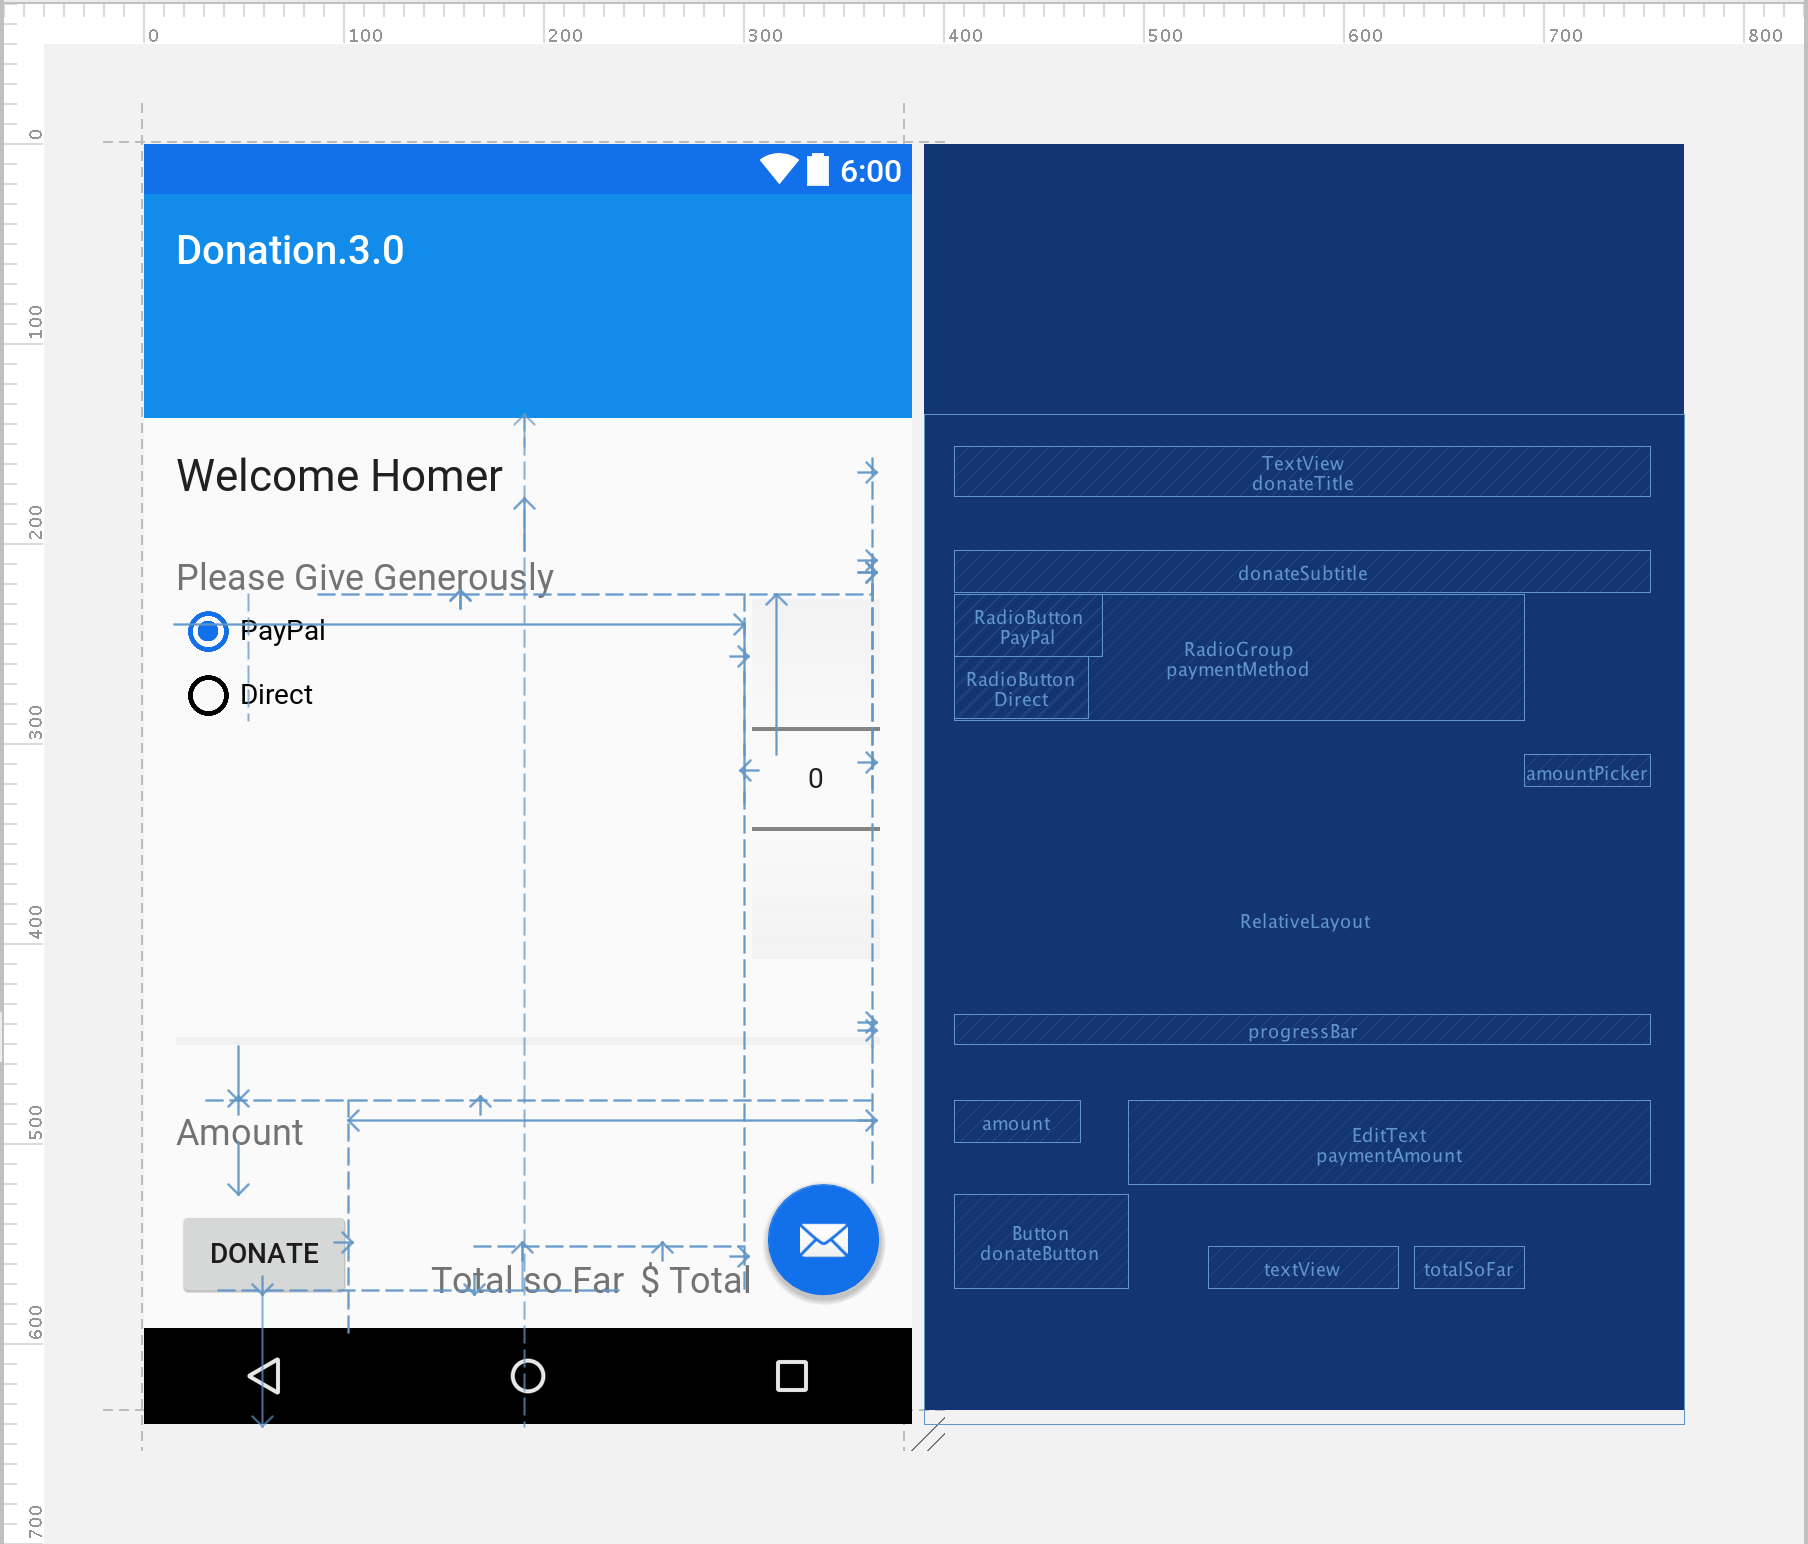 0 100 200 300 400 500 600 700 800
0
100
200
300
400
500
600
700
6:00
Donation.3.0
Welcome Homer
Please Give Generously
PayPal
Direct
0
Amount
DONATE
Total so Far $ Total
TextView
donateTitle
donateSubtitle
RadioButton
PayPal
RadioGroup
paymentMethod
RadioButton
Direct
amountPicker
RelativeLayout
progressBar
amount
EditText
paymentAmount
Button
donateButton
textView
totalSoFar